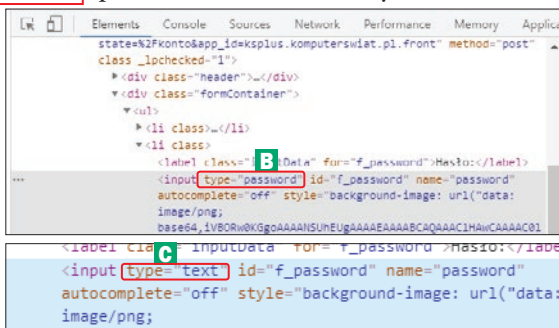 Elements Console Sources Network Performance Memory Applica
state=%2Fkonto&app_id=ksplus.komputerswiat.pl.front" method="post"
class _lpchecked="1">
<div class="header">…</div>
<div class="formContainer">
<ul>
<li class>…</li>
<li class>
B
<label class="inputData" for="f_password">Hasło:</label>
<input type="password" id="f_password" name="password"
autocomplete="off" style="background-image: url("data:
image/png;
C
<input type="text" id="f_password" name="password"
autocomplete="off" style="background-image: url("data:
image/png;